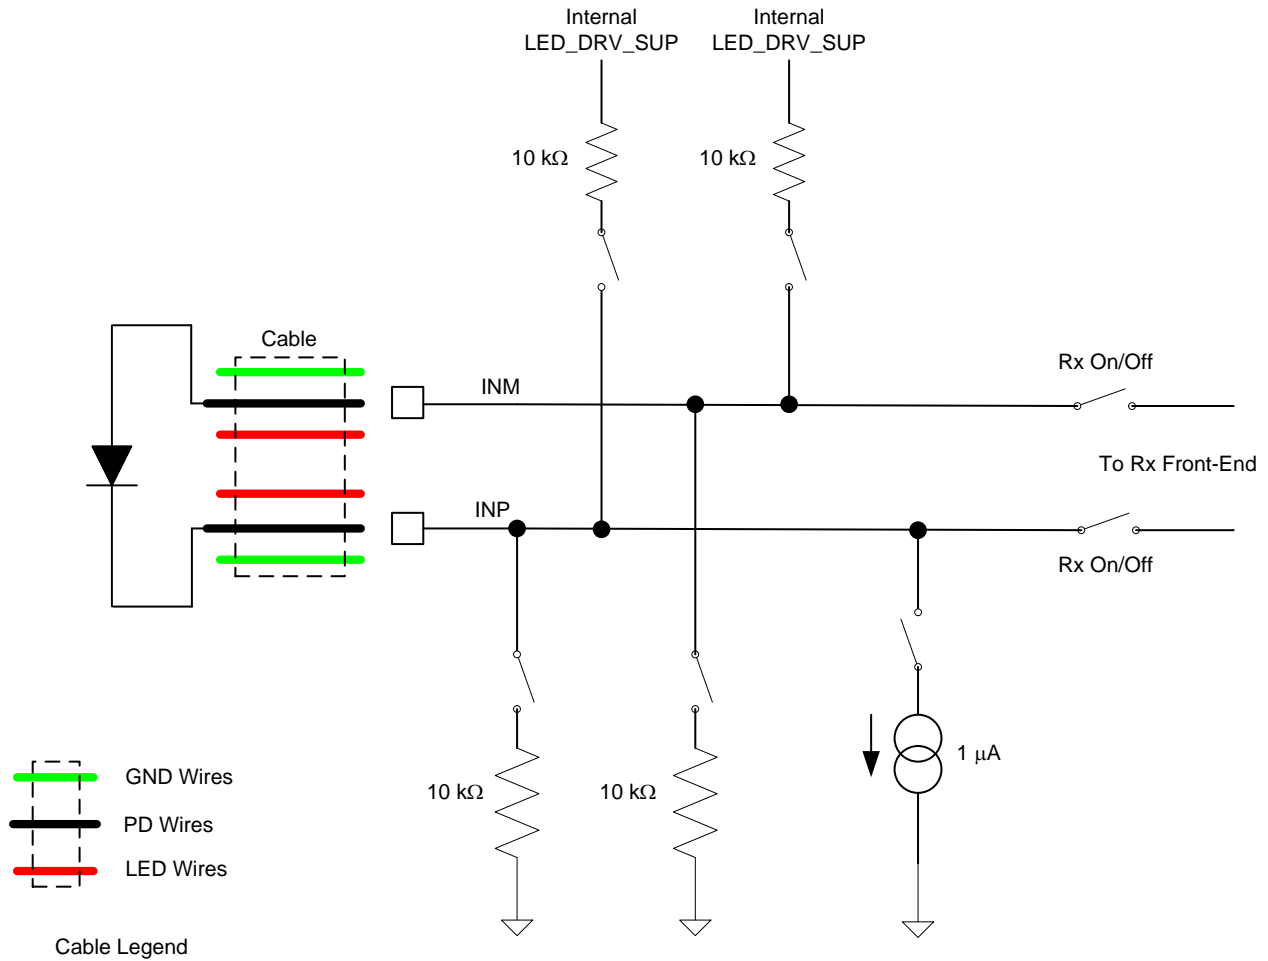 Internal
LED_DRV_SUP
Internal
LED_DRV_SUP
10 kΩ
10 kΩ
Cable
INM
Rx On/Off
To Rx Front-End
INP
Rx On/Off
10 kΩ
10 kΩ
1 μA
GND Wires
PD Wires
LED Wires
Cable Legend